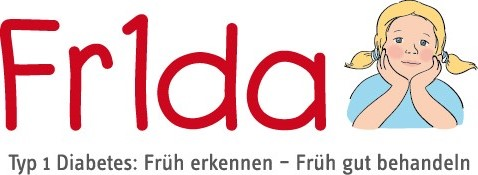 Fr1da
Typ 1 Diabetes: Früh erkennen – Früh gut behandeln